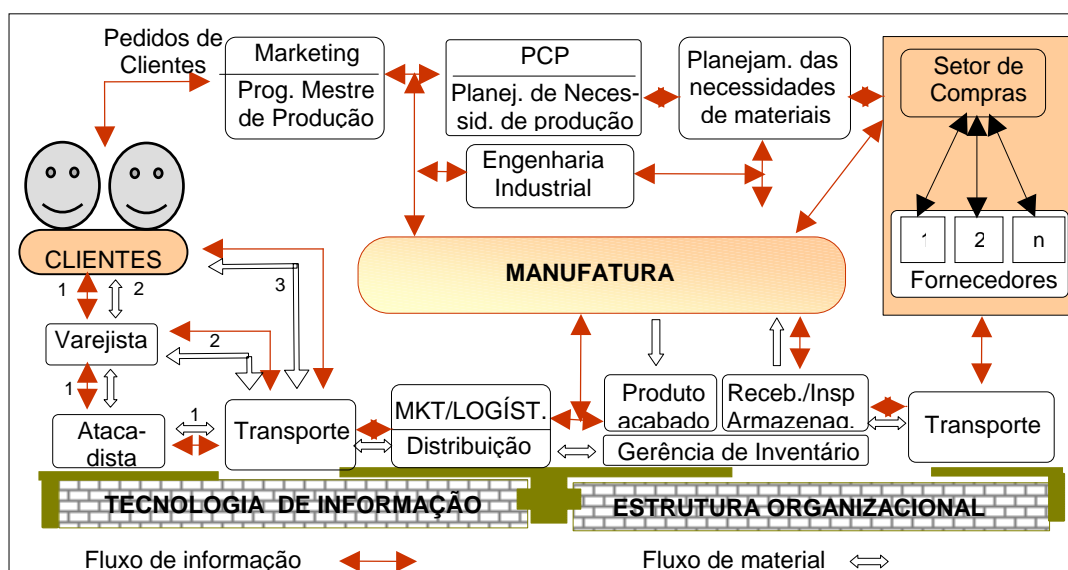 Pedidos de
Clientes
Marketing
Prog. Mestre
de Produção
PCP
Planej. de Neces-
sid. de produção
Planejam. das
necessidades
de materiais
Setor de
Compras
Engenharia
Industrial
1
2
n
Fornecedores
CLIENTES
MANUFATURA
1
2
3
Varejista
2
1
Ataca-
dista
1
Transporte
MKT/LOGÍST.
Distribuição
Produto
acabado
Receb./Insp
Armazenag.
Gerência de Inventário
Transporte
TECNOLOGIA DE INFORMAÇÃO
ESTRUTURA ORGANIZACIONAL
Fluxo de informação
Fluxo de material